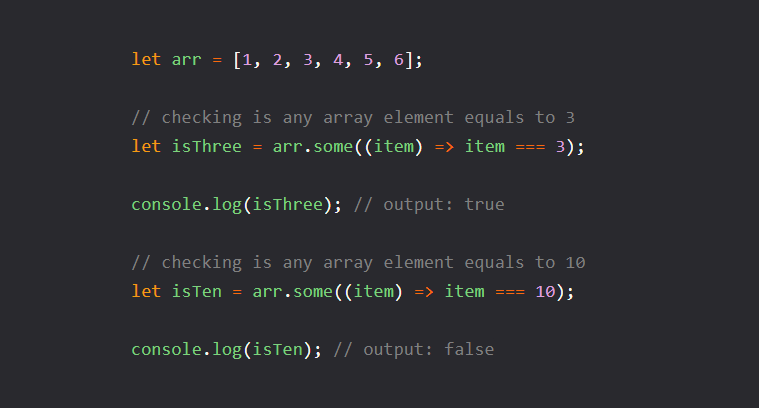 let arr = [1, 2, 3, 4, 5, 6];
// checking is any array element equals to 3
let isThree = arr.some((item) => item === 3);
console.log(isThree); // output: true
// checking is any array element equals to 10
let isTen = arr.some((item) => item === 10);
console.log(isTen); // output: false